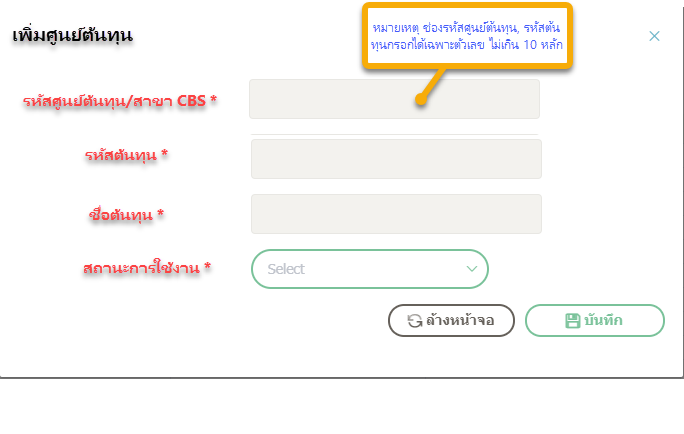 หมายเหตุ ช่องรหัสศูนย์ต้นทุน, รหัสต้น
ทุนกรอกได้เฉพาะตัวเลข ไม่เกิน 10 หลัก
เพิ่มศูนย์ต้นทุน
รหัสศูนย์ต้นทุน/สาขา CBS *
รหัสต้นทุน *
ชื่อต้นทุน *
สถานะการใช้งาน *
Select
ล้างหน้าจอ
บันทึก